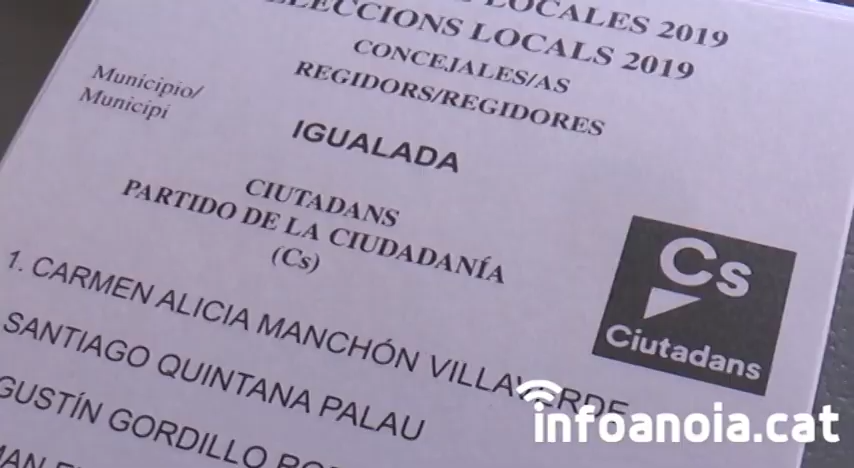 LOCALES 2019
ELECCIONS LOCALS 2019
CONCEJALES/AS
REGIDORS/REGIDORES
Municipio/
Municipi
IGUALADA
CIUTADANS
PARTIDO DE LA CIUDADANÍA
(Cs)
Cs
Ciutadans
1. CARMEN ALICIA MANCHÓN VILLAVERDE
SANTIAGO QUINTANA PALAU
GUSTÍN GORDILLO
infoanoia.cat